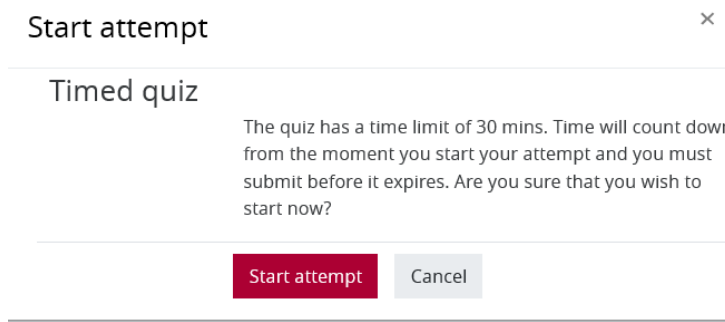 Start attempt
×
Timed quiz
The quiz has a time limit of 30 mins. Time will count down
from the moment you start your attempt and you must
submit before it expires. Are you sure that you wish to
start now?
Start attempt
Cancel